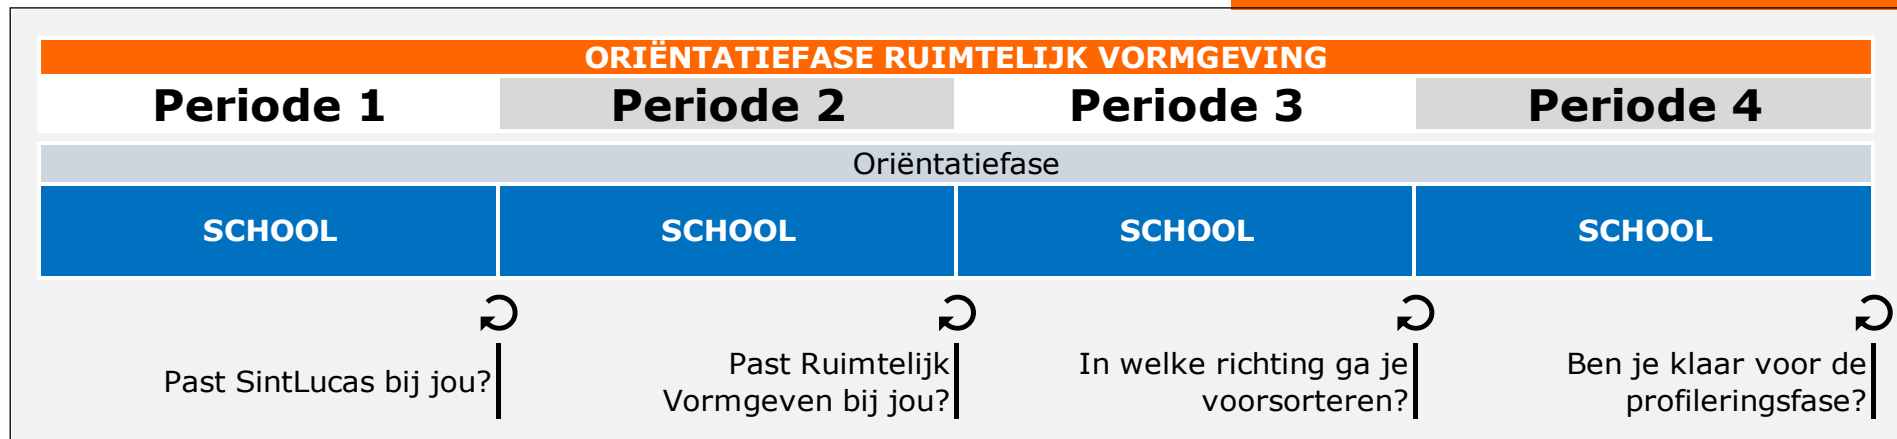 ORIËNTATIEFASE RUIMTELIJK VORMGEVING
Periode 1 Periode 2 Periode 3 Periode 4
Oriëntatiefase
SCHOOL SCHOOL SCHOOL SCHOOL
Past SintLucas bij jou?
Past Ruimtelijk
Vormgeven bij jou?
In welke richting ga je
voorsorteren?
Ben je klaar voor de
profileringsfase?